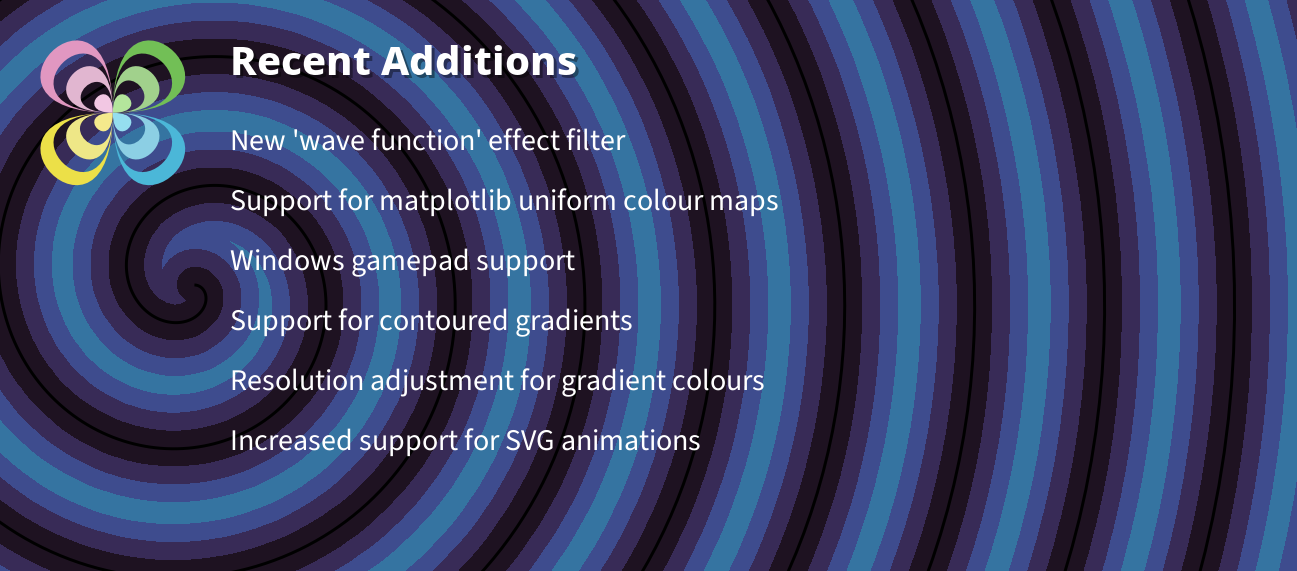 Recent Additions
New 'wave function' effect filter
Support for matplotlib uniform colour maps
Windows gamepad support
Support for contoured gradients
Resolution adjustment for gradient colours
Increased support for SVG animations